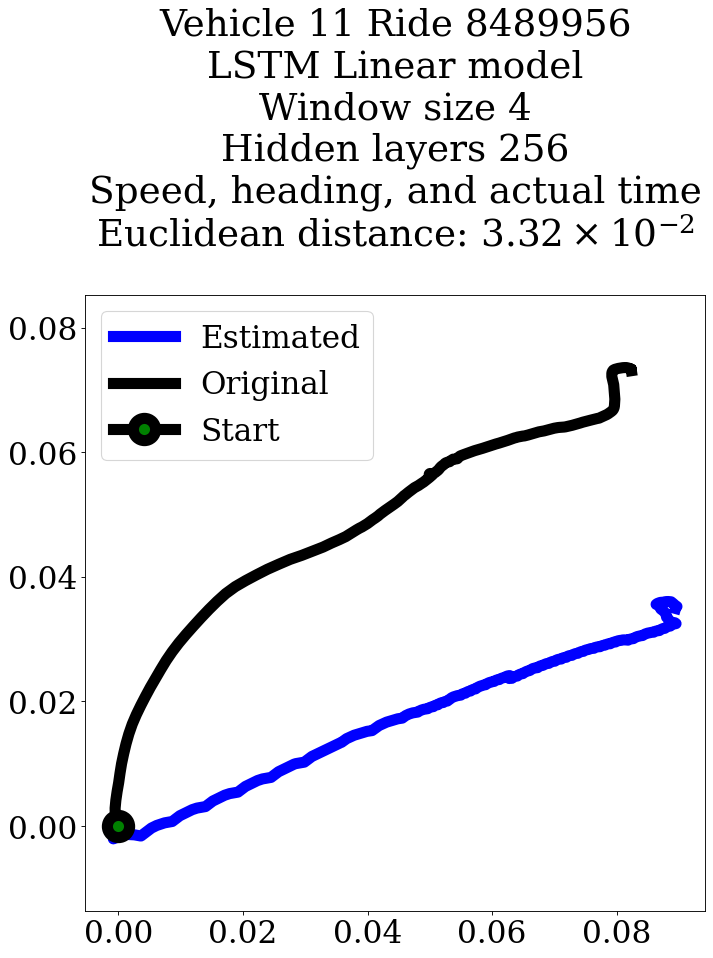 Vehicle 11 Ride 8489956
LSTM Linear model
Window size 4
Hidden layers 256
Speed, heading, and actual time
Euclidean distance: 3.32 × 10⁻²
Estimated
Original
Start
0.08
0.06
0.04
0.02
0.00
0.00 0.02 0.04 0.06 0.08